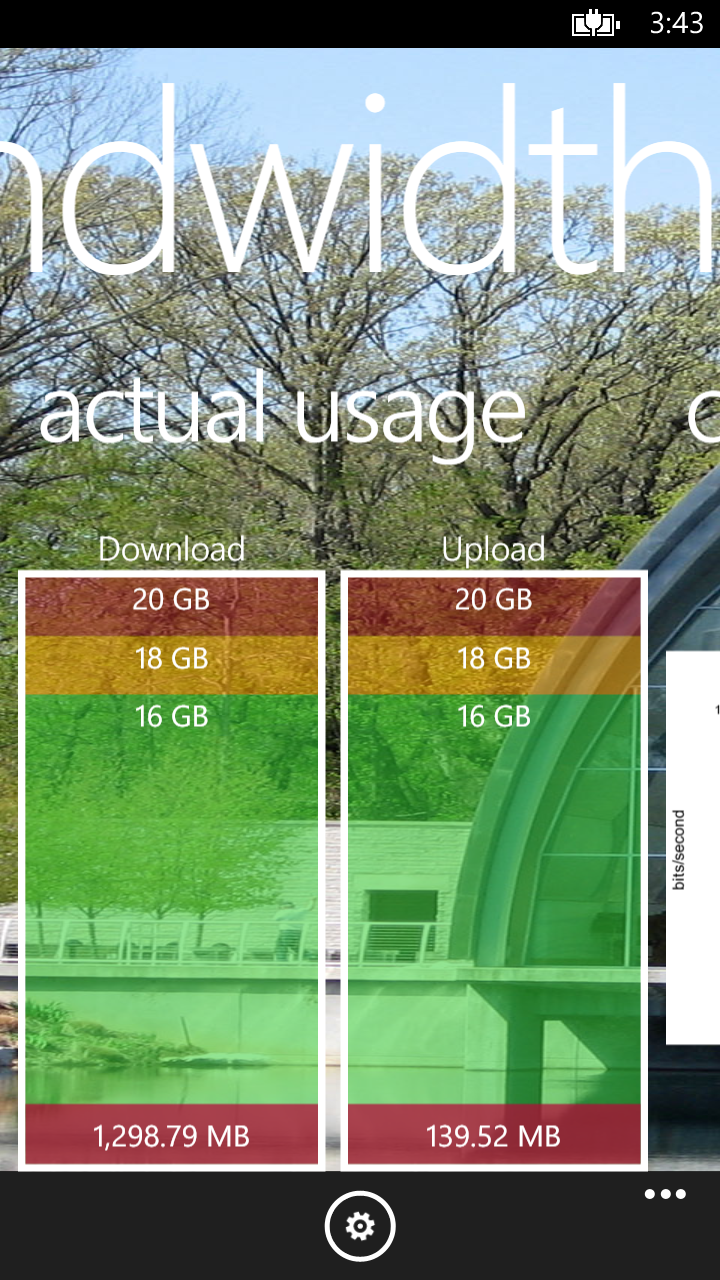 3:43
ndwidth
actual usage
c
Download
Upload
20 GB
20 GB
18 GB
18 GB
16 GB
16 GB
1
bits/second
1,298.79 MB
139.52 MB